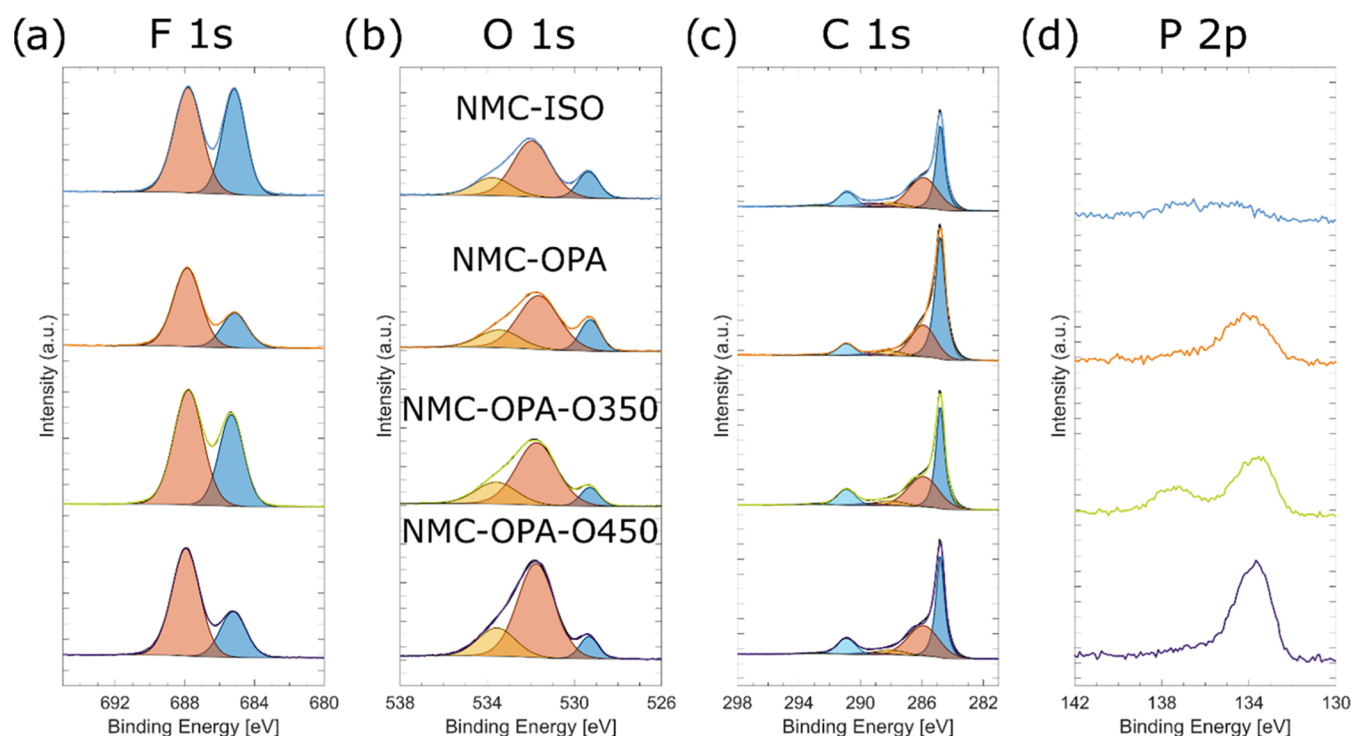 (a) F 1s (b) O 1s (c) C 1s (d) P 2p
NMC-ISO
NMC-OPA
NMC-OPA-O350
NMC-OPA-O450
Intensity (a.u.)
Intensity (a.u.)
Intensity (a.u.)
Intensity (a.u.)
692 688 684 680
538 534 530 526
298 294 290 286 282
142 138 134 130
Binding Energy [eV]
Binding Energy [eV]
Binding Energy [eV]
Binding Energy [eV]